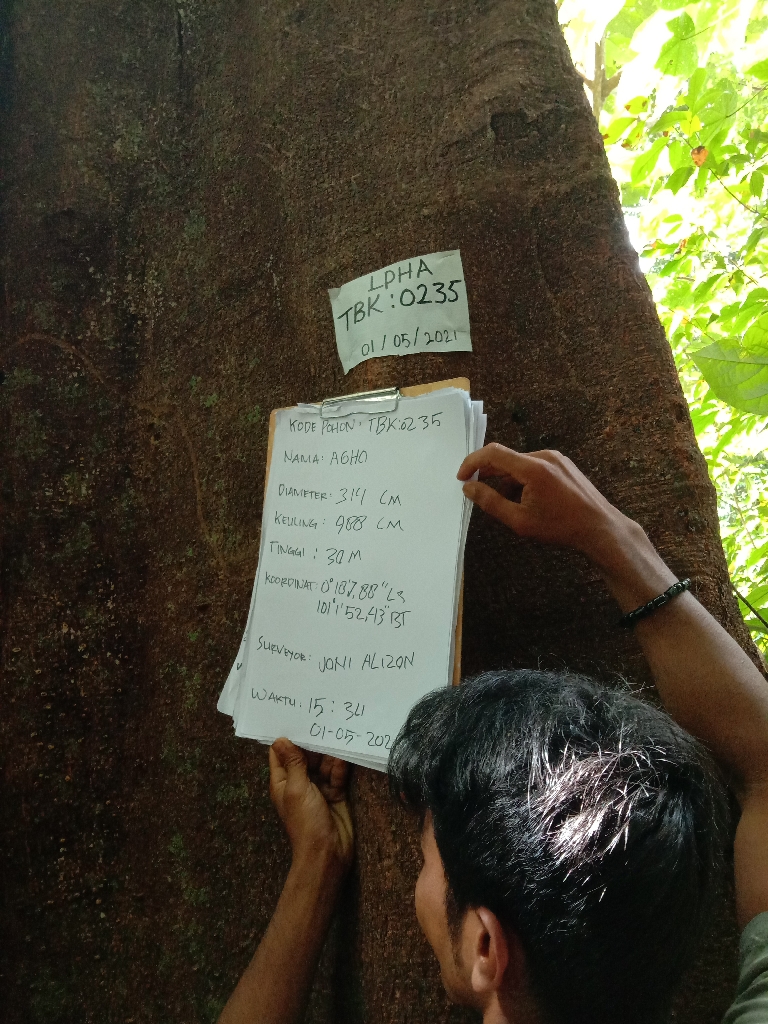 LPHA
TBK : 0235
01/05/2021
KODE POHON : TBK:0235
NAMA : AGHO
DIAMETER : 314 CM
KELILING : 988 CM
TINGGI : 30 M
KOORDINAT : 0°18'7,88" LS
101°1'52,43" BT
SURVEYOR : JONI ALIZON
WAKTU : 15 : 34
01-05-202